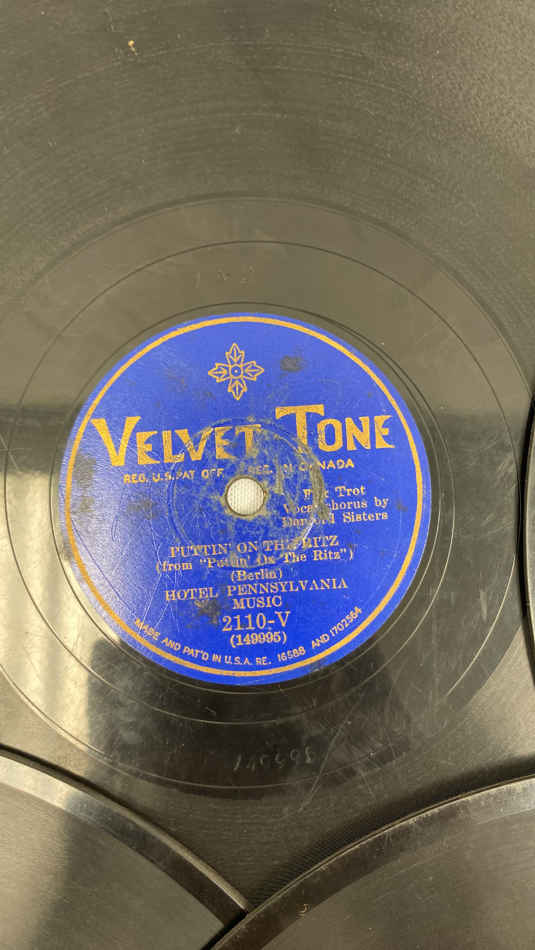 VELVET TONE
REG. U.S. PAT. OFF. REG. IN CANADA
Fox Trot
Vocal Chorus by
Sisters
PUTTIN' ON THE RITZ
(from "Puttin' On The Ritz")
(Berlin)
HOTEL PENNSYLVANIA
MUSIC
2110-V
(149995)
MADE AND PAT'D IN U.S.A. RE. 16588 AND 1702564